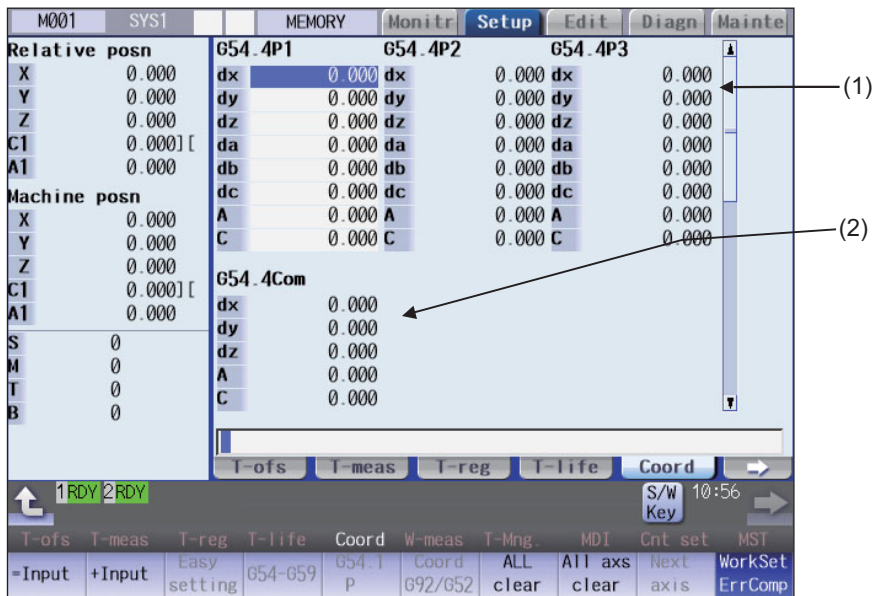 M001 SYS1 MEMORY Monitr Setup Edit Diagn Mainte
Relative posn
X 0.000
Y 0.000
Z 0.000
C1 0.000][
A1 0.000
Machine posn
X 0.000
Y 0.000
Z 0.000
C1 0.000][
A1 0.000
S 0
M 0
T 0
B 0
G54.4P1 G54.4P2 G54.4P3
dx 0.000 dx 0.000 dx 0.000
dy 0.000 dy 0.000 dy 0.000
dz 0.000 dz 0.000 dz 0.000
da 0.000 da 0.000 da 0.000
db 0.000 db 0.000 db 0.000
dc 0.000 dc 0.000 dc 0.000
A 0.000 A 0.000 A 0.000
C 0.000 C 0.000 C 0.000
G54.4Com
dx 0.000
dy 0.000
dz 0.000
A 0.000
C 0.000
(1)
(2)
T-ofs T-meas T-reg T-life Coord
1RDY 2RDY S/W Key 10:56
T-ofs T-meas T-reg T-life Coord W-meas T-Mng. MDI Cnt set MST
=Input +Input Easy setting G54-G59 G54.1 P Coord G92/G52 ALL clear All axs clear Next axis WorkSet ErrComp